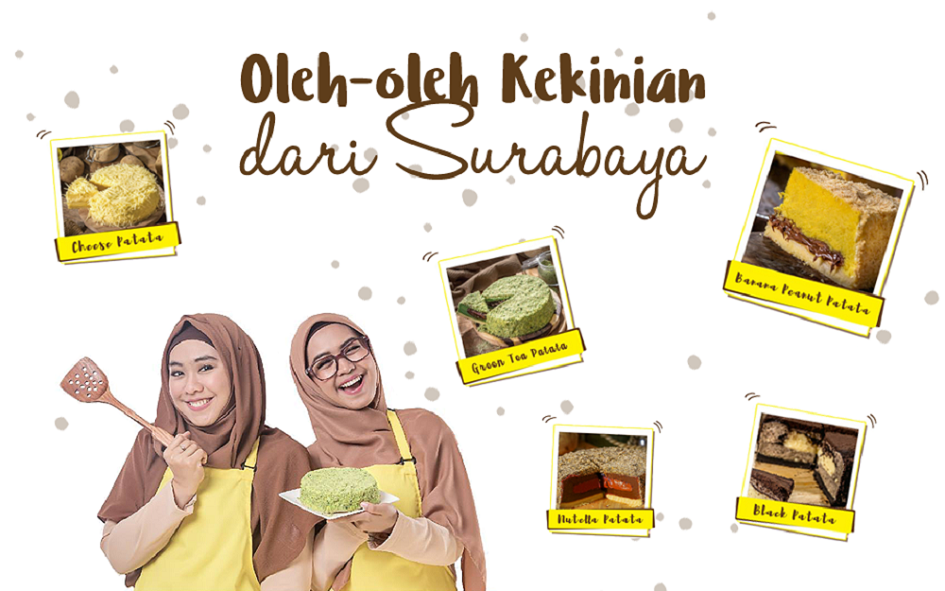 Oleh-oleh Kekinian
dari Surabaya
Cheese Patata
Banana Peanut Patata
Green Tea Patata
Nutella Patata
Black Patata